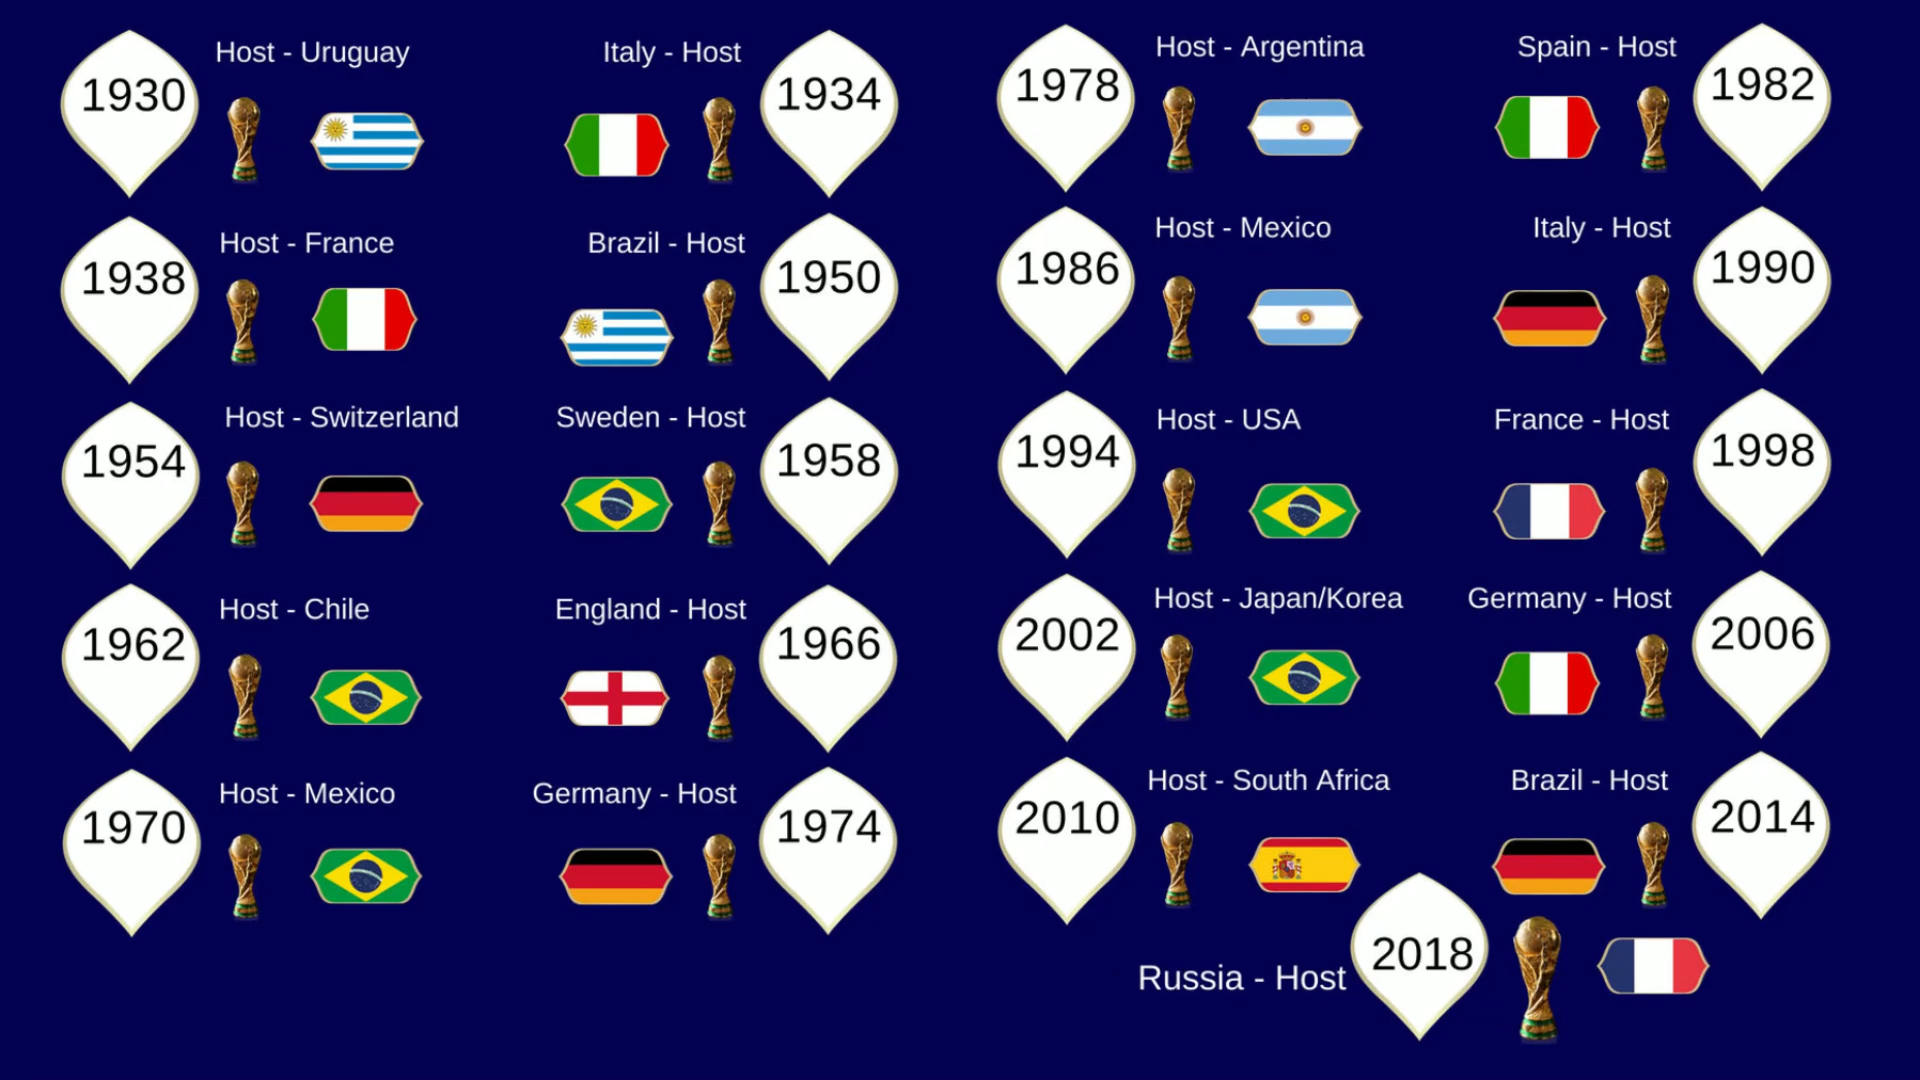 1930
Host - Uruguay
Italy - Host
1934
1938
Host - France
Brazil - Host
1950
1954
Host - Switzerland
Sweden - Host
1958
1962
Host - Chile
England - Host
1966
1970
Host - Mexico
Germany - Host
1974
1978
Host - Argentina
Spain - Host
1982
1986
Host - Mexico
Italy - Host
1990
1994
Host - USA
France - Host
1998
2002
Host - Japan/Korea
Germany - Host
2006
2010
Host - South Africa
Brazil - Host
2014
Russia - Host
2018